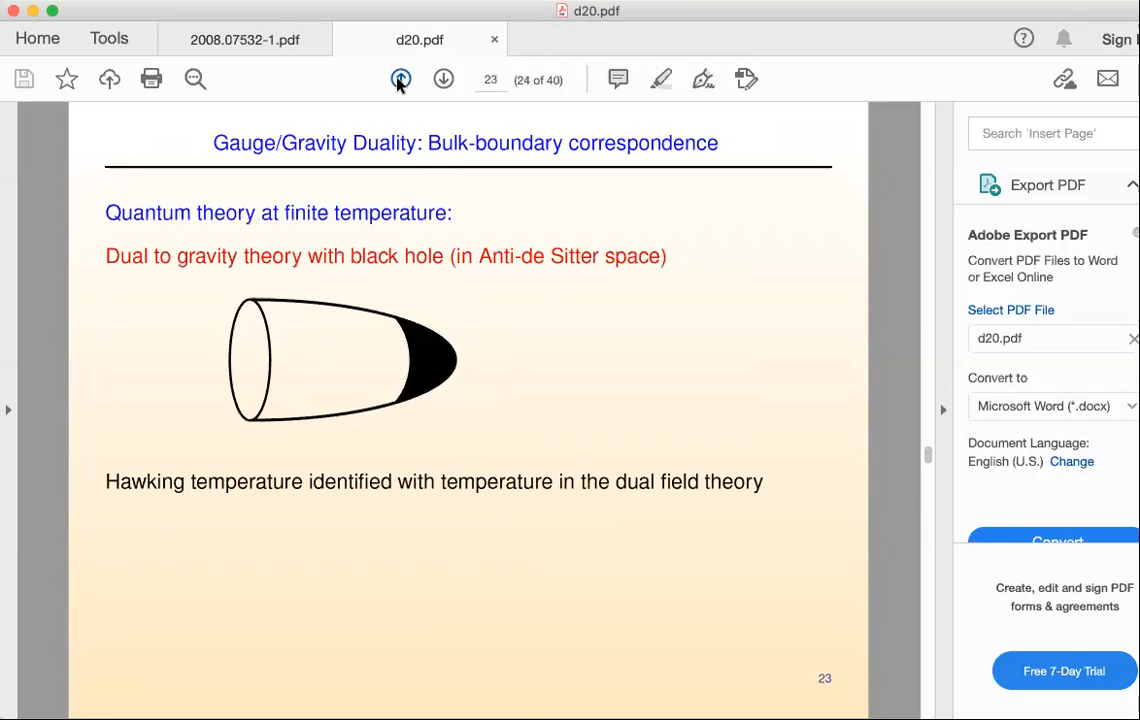 d20.pdf
Home Tools 2008.07532-1.pdf d20.pdf × Sign
23 (24 of 40)
Gauge/Gravity Duality: Bulk-boundary correspondence
Quantum theory at finite temperature:
Dual to gravity theory with black hole (in Anti-de Sitter space)
Hawking temperature identified with temperature in the dual field theory
23
Search 'Insert Page'
Export PDF
Adobe Export PDF
Convert PDF Files to Word
or Excel Online
Select PDF File
d20.pdf
Convert to
Microsoft Word (*.docx)
Document Language:
English (U.S.) Change
Convert
Create, edit and sign PDF
forms & agreements
Free 7-Day Trial